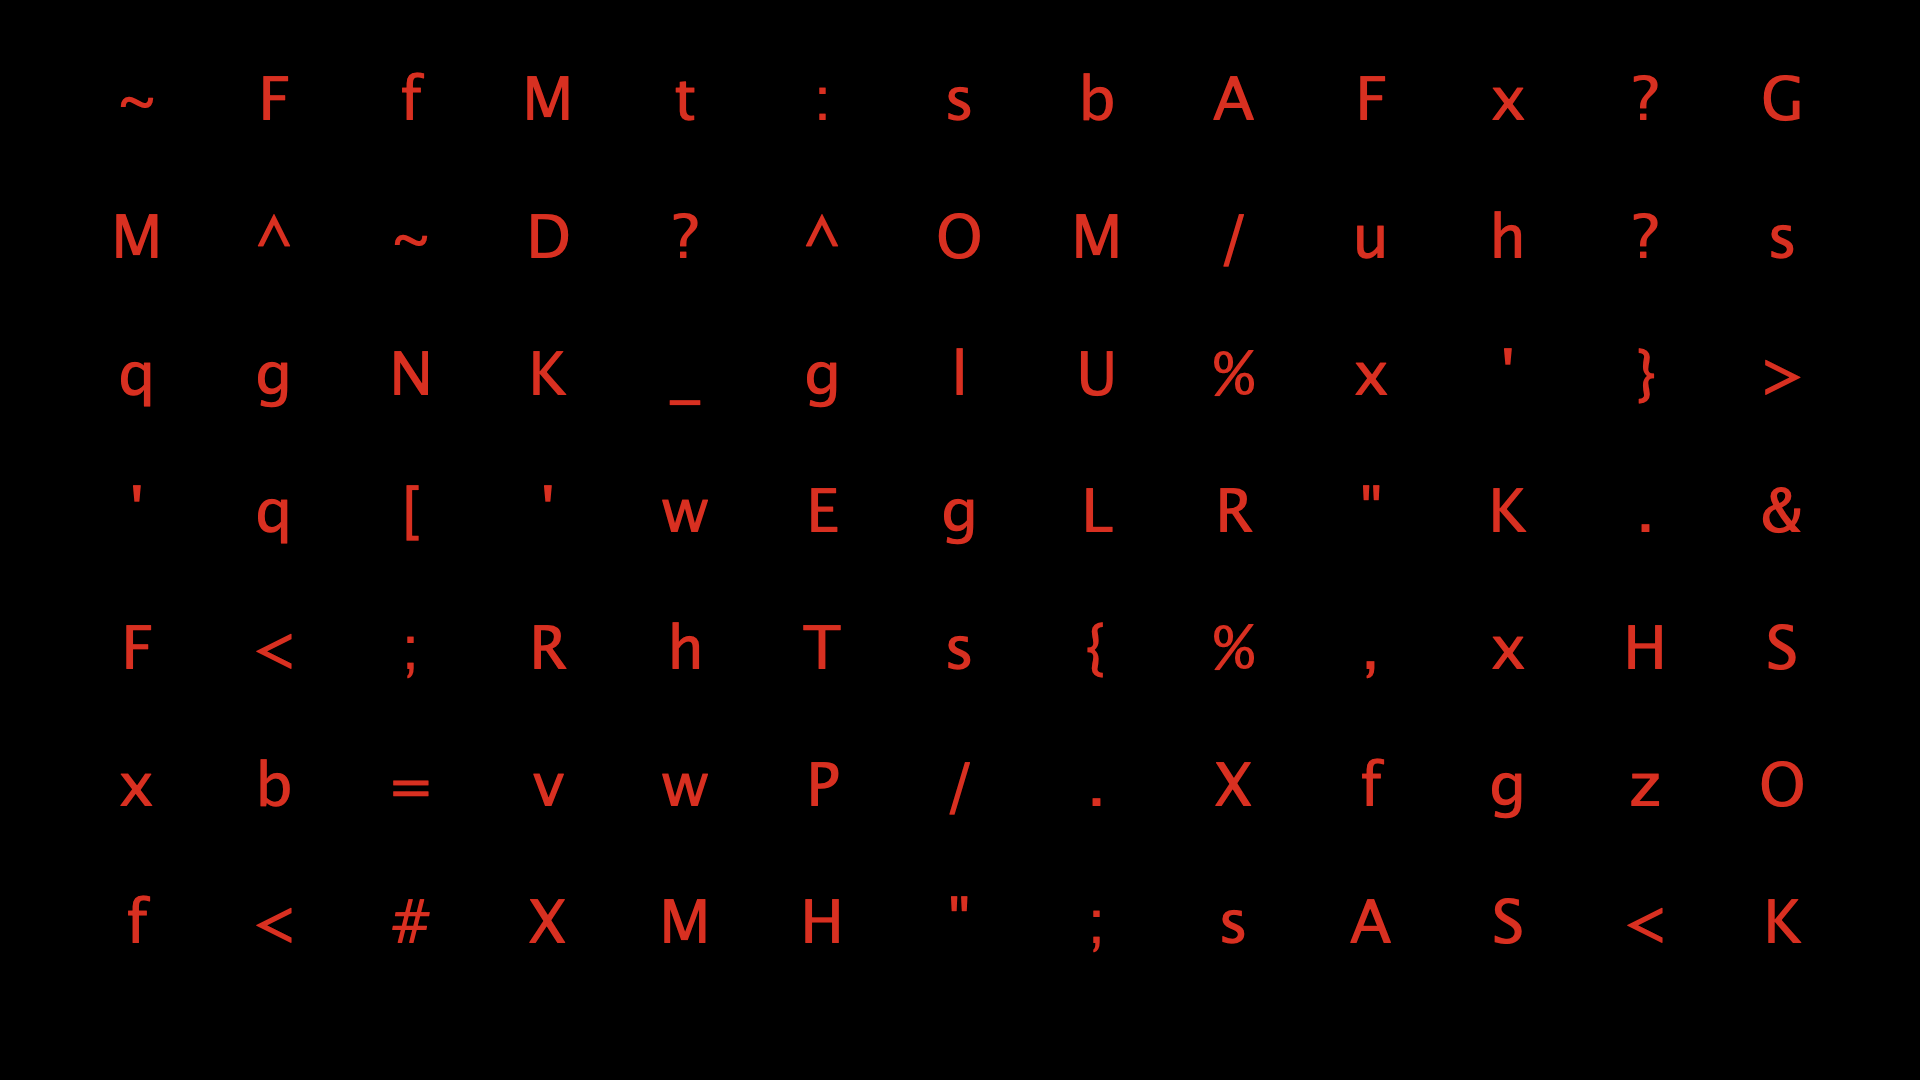 ~ F f M t : s b A F x ? G
M ^ ~ D ? ^ O M / u h ? s
q g N K _ g l U % x ' } >
' q [ ' w E g L R " K . &
F < ; R h T s { % , x H S
x b = v w P / . X f g z O
f < # X M H " ; s A S < K